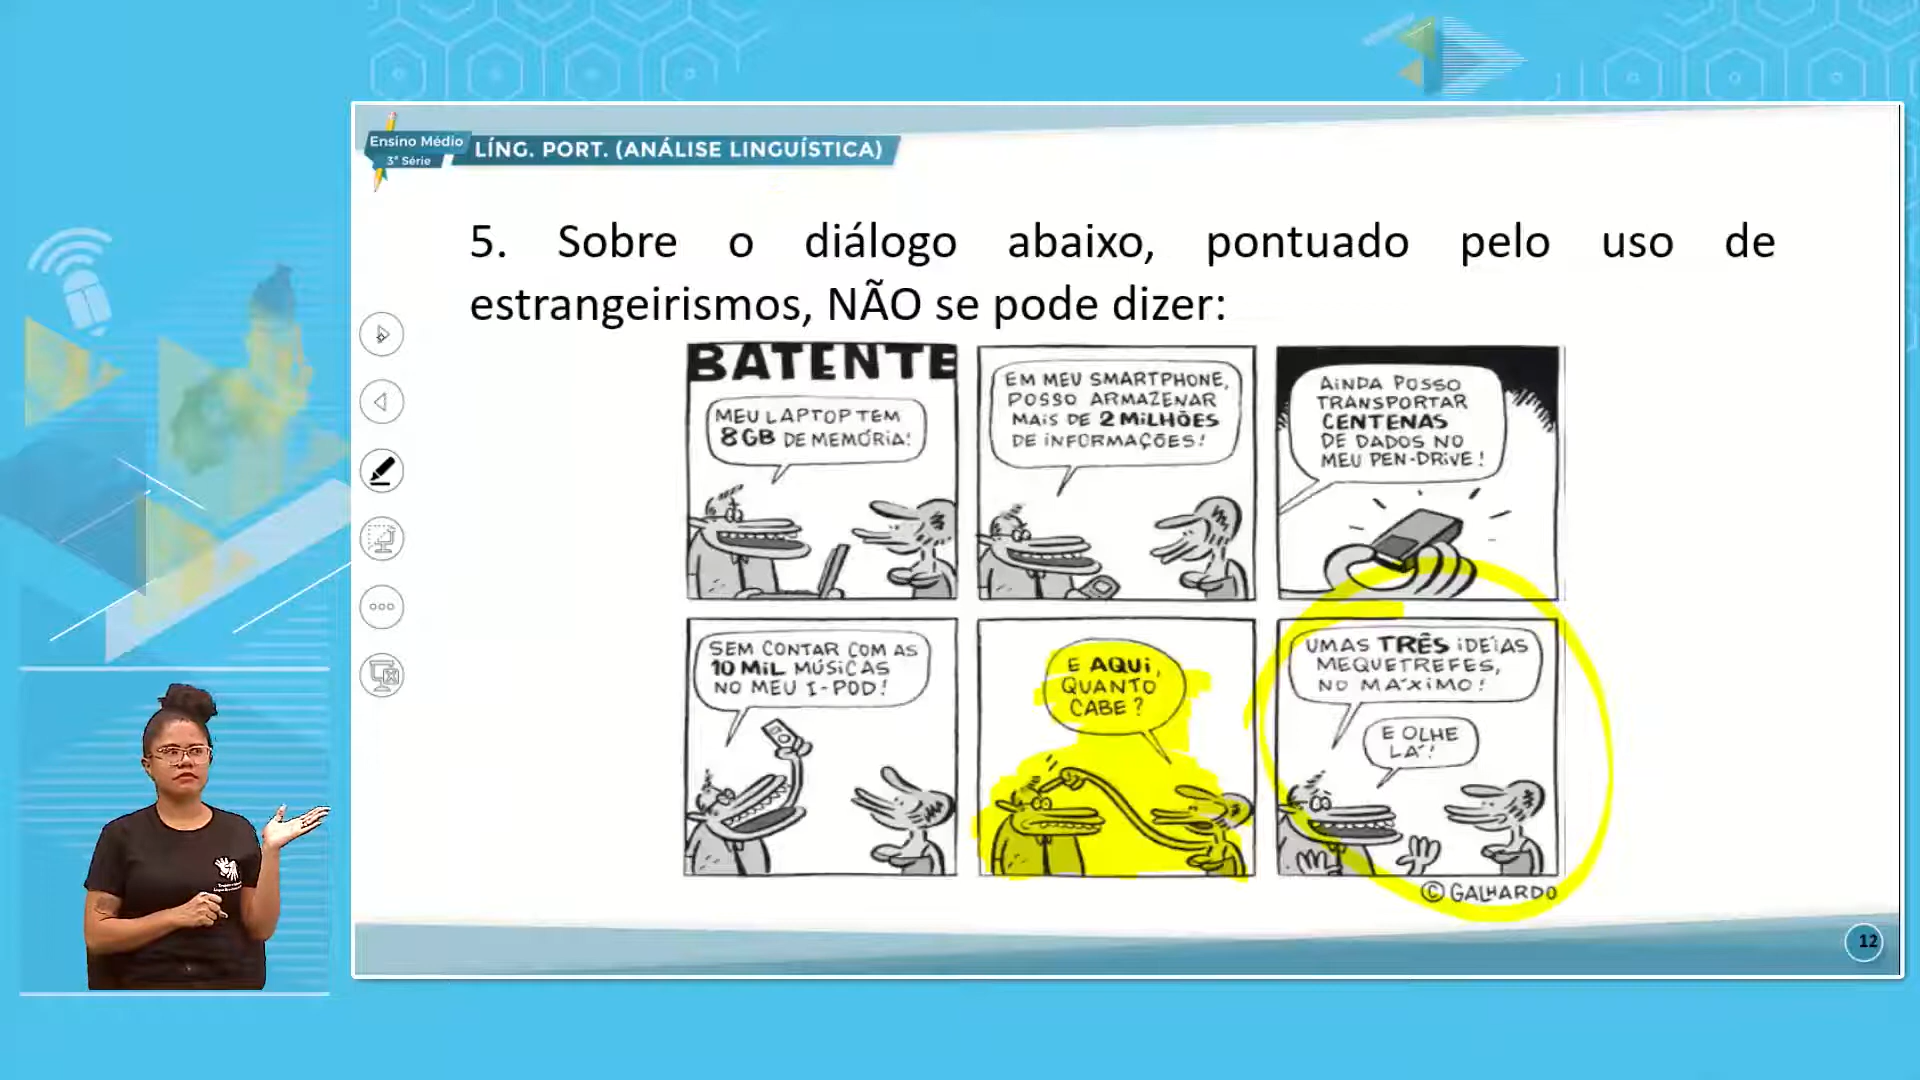 Ensino Médio
3ª Série
LÍNG. PORT. (ANÁLISE LINGUÍSTICA)
5. Sobre o diálogo abaixo, pontuado pelo uso de
estrangeirismos, NÃO se pode dizer:
BATENTE
MEU LAPTOP TEM
8GB DE MEMÓRIA!
EM MEU SMARTPHONE,
POSSO ARMAZENAR
MAIS DE 2 MILHÕES
DE INFORMAÇÕES!
AINDA POSSO
TRANSPORTAR
CENTENAS
DE DADOS NO
MEU PEN-DRIVE!
SEM CONTAR COM AS
10 MIL MÚSICAS
NO MEU I-POD!
E AQUI,
QUANTO
CABE?
UMAS TRÊS IDEIAS
MEQUETREFES,
NO MÁXIMO!
E OLHE
LÁ!
© GALHARDO
12